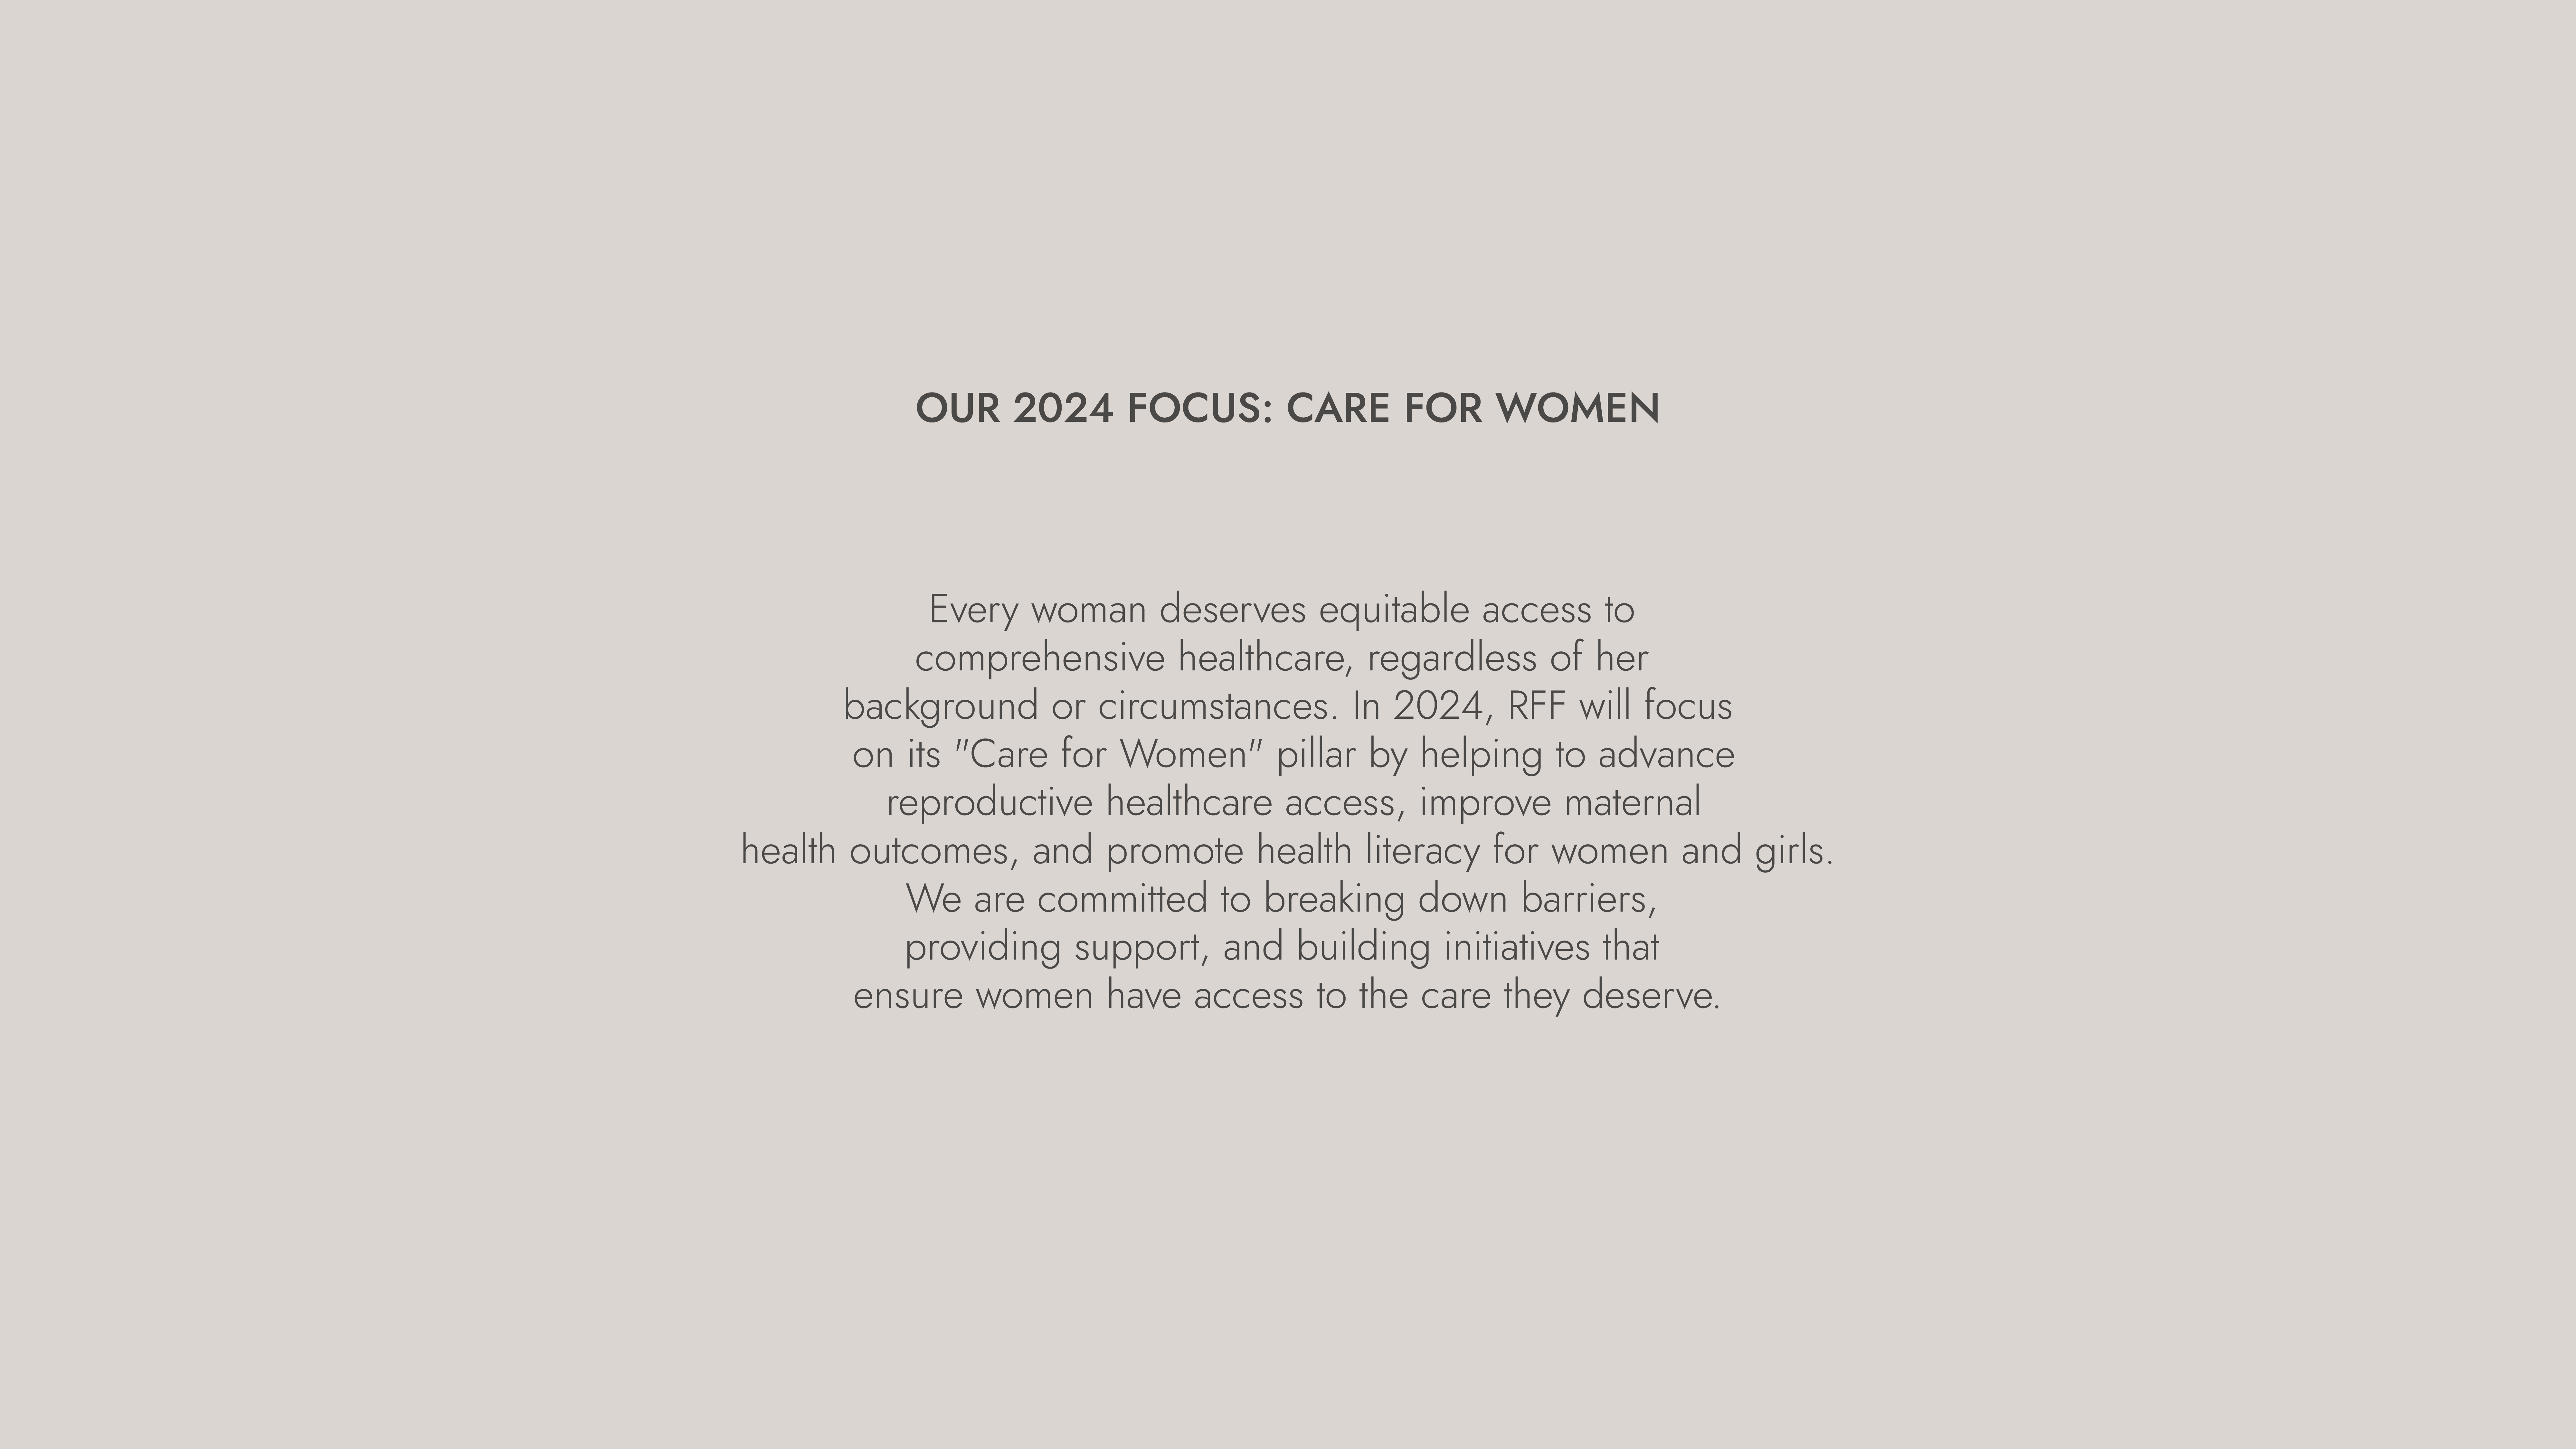 OUR 2024 FOCUS: CARE FOR WOMEN
Every woman deserves equitable access to
comprehensive healthcare, regardless of her
background or circumstances. In 2024, RFF will focus
on its "Care for Women" pillar by helping to advance
reproductive healthcare access, improve maternal
health outcomes, and promote health literacy for women and girls.
We are committed to breaking down barriers,
providing support, and building initiatives that
ensure women have access to the care they deserve.